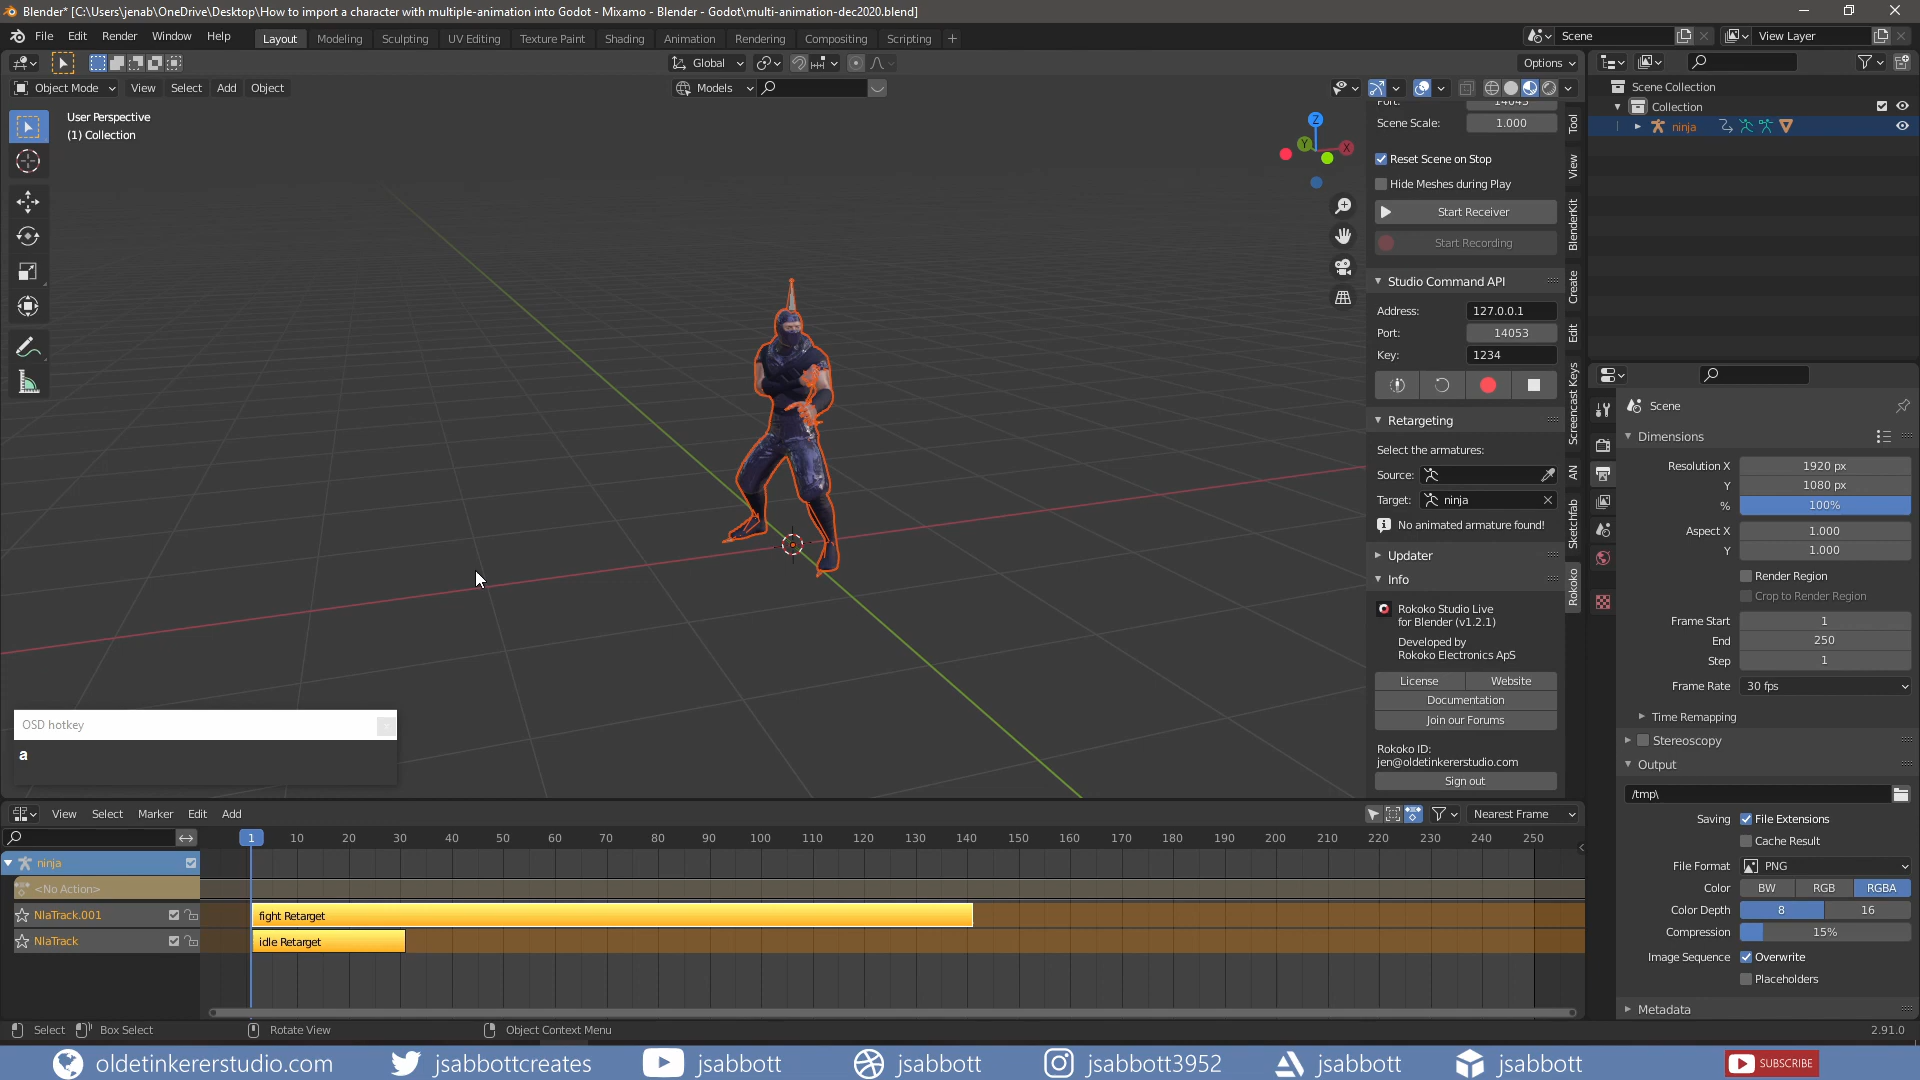 Blender* [C:\Users\jenab\OneDrive\Desktop\How to import a character with multiple-animation into Godot - Mixamo - Blender - Godot\multi-animation-dec2020.blend]
File Edit Render Window Help Layout Modeling Sculpting UV Editing Texture Paint Shading Animation Rendering Compositing Scripting + Scene View Layer
Global Options
Object Mode View Select Add Object Models
User Perspective
(1) Collection
Z
Y
X
Scene Scale: 1.000
Reset Scene on Stop
Hide Meshes during Play
Start Receiver
Start Recording
Studio Command API
Address: 127.0.0.1
Port: 14053
Key: 1234
Retargeting
Select the armatures:
Source:
Target: ninja
No animated armature found!
Updater
Info
Rokoko Studio Live
for Blender (v1.2.1)
Developed by
Rokoko Electronics ApS
License Website
Documentation
Join our Forums
Rokoko ID:
jen@oldetinkererstudio.com
Sign out
Tool
View
BlenderKit
Create
Edit
Screencast Keys
AN
Sketchfab
Rokoko
Scene Collection
Collection
ninja
Scene
Dimensions
Resolution X 1920 px
Y 1080 px
% 100%
Aspect X 1.000
Y 1.000
Render Region
Crop to Render Region
Frame Start 1
End 250
Step 1
Frame Rate 30 fps
Time Remapping
Stereoscopy
Output
/tmp\
Saving File Extensions
Cache Result
File Format PNG
Color BW RGB RGBA
Color Depth 8 16
Compression 15%
Image Sequence Overwrite
Placeholders
Metadata
OSD hotkey
a
View Select Marker Edit Add Nearest Frame
1 10 20 30 40 50 60 70 80 90 100 110 120 130 140 150 160 170 180 190 200 210 220 230 240 250
ninja
<No Action>
NlaTrack.001 fight Retarget
NlaTrack idle Retarget
Select Box Select Rotate View Object Context Menu 2.91.0
oldetinkererstudio.com jsabbottcreates jsabbott jsabbott jsabbott3952 jsabbott jsabbott SUBSCRIBE